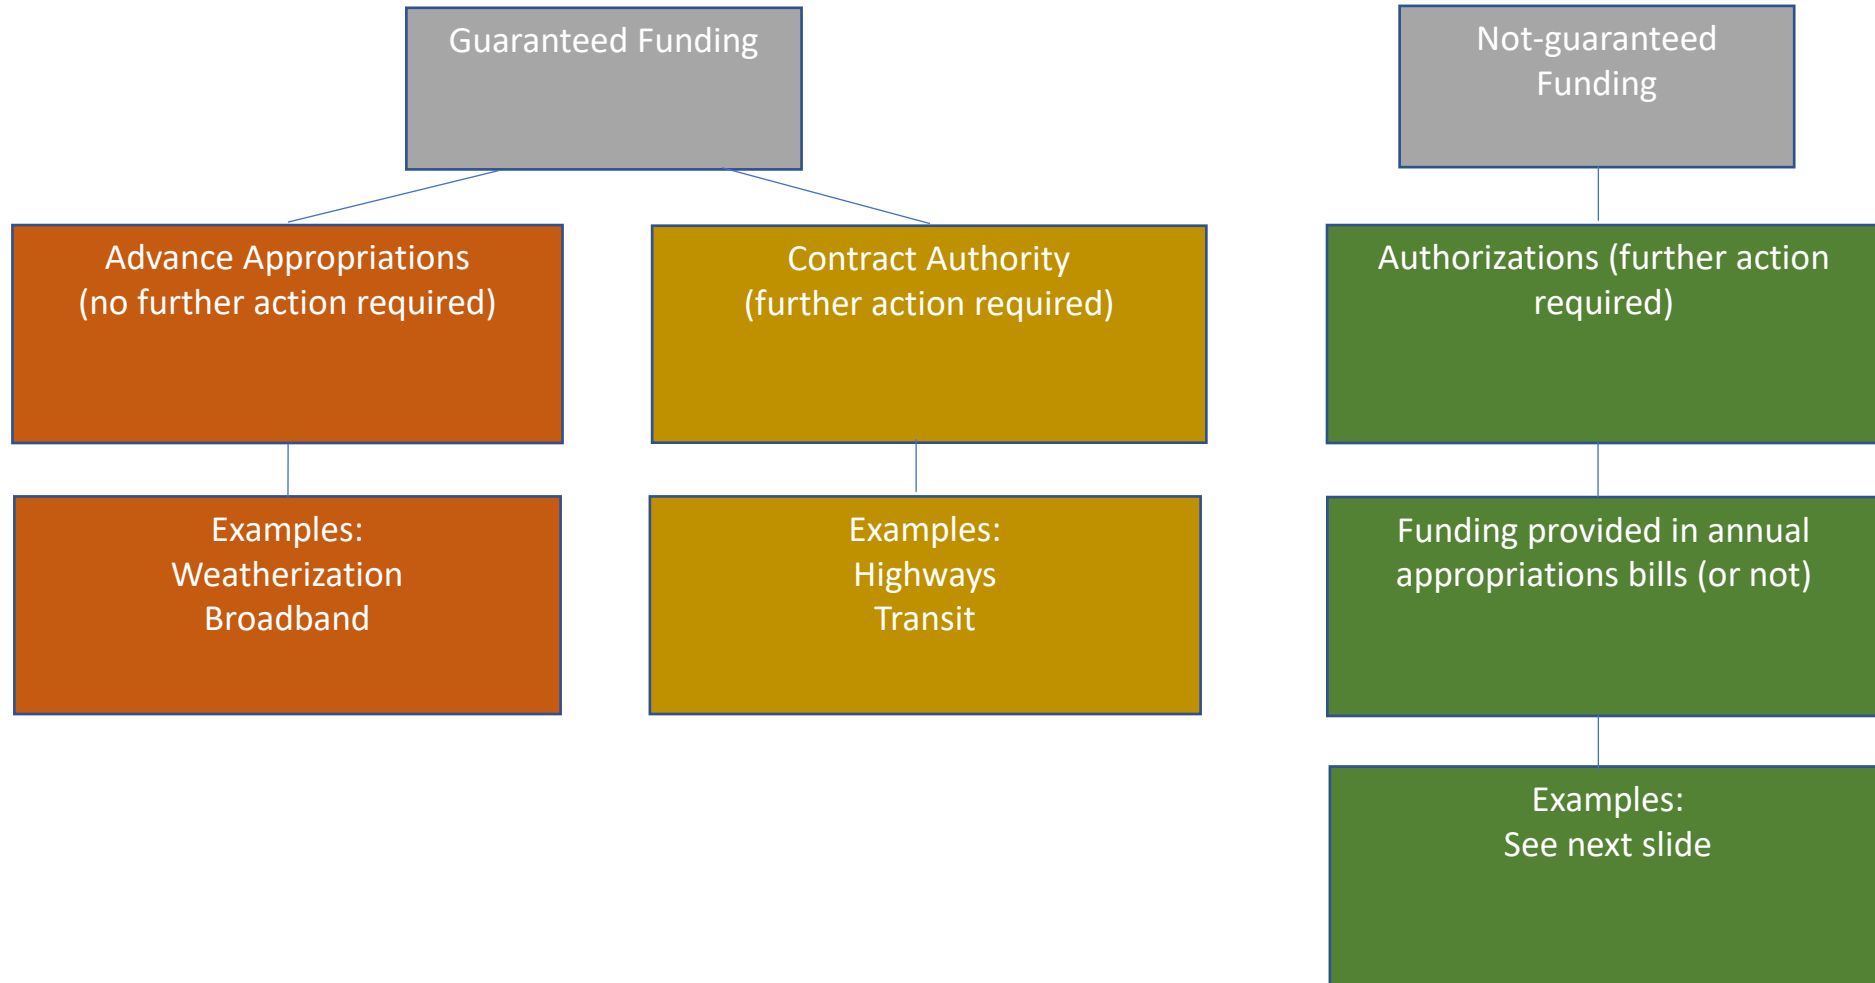 Guaranteed Funding
Not-guaranteed
Funding
Advance Appropriations
(no further action required)
Contract Authority
(further action required)
Authorizations (further action
required)
Examples:
Weatherization
Broadband
Examples:
Highways
Transit
Funding provided in annual
appropriations bills (or not)
Examples:
See next slide